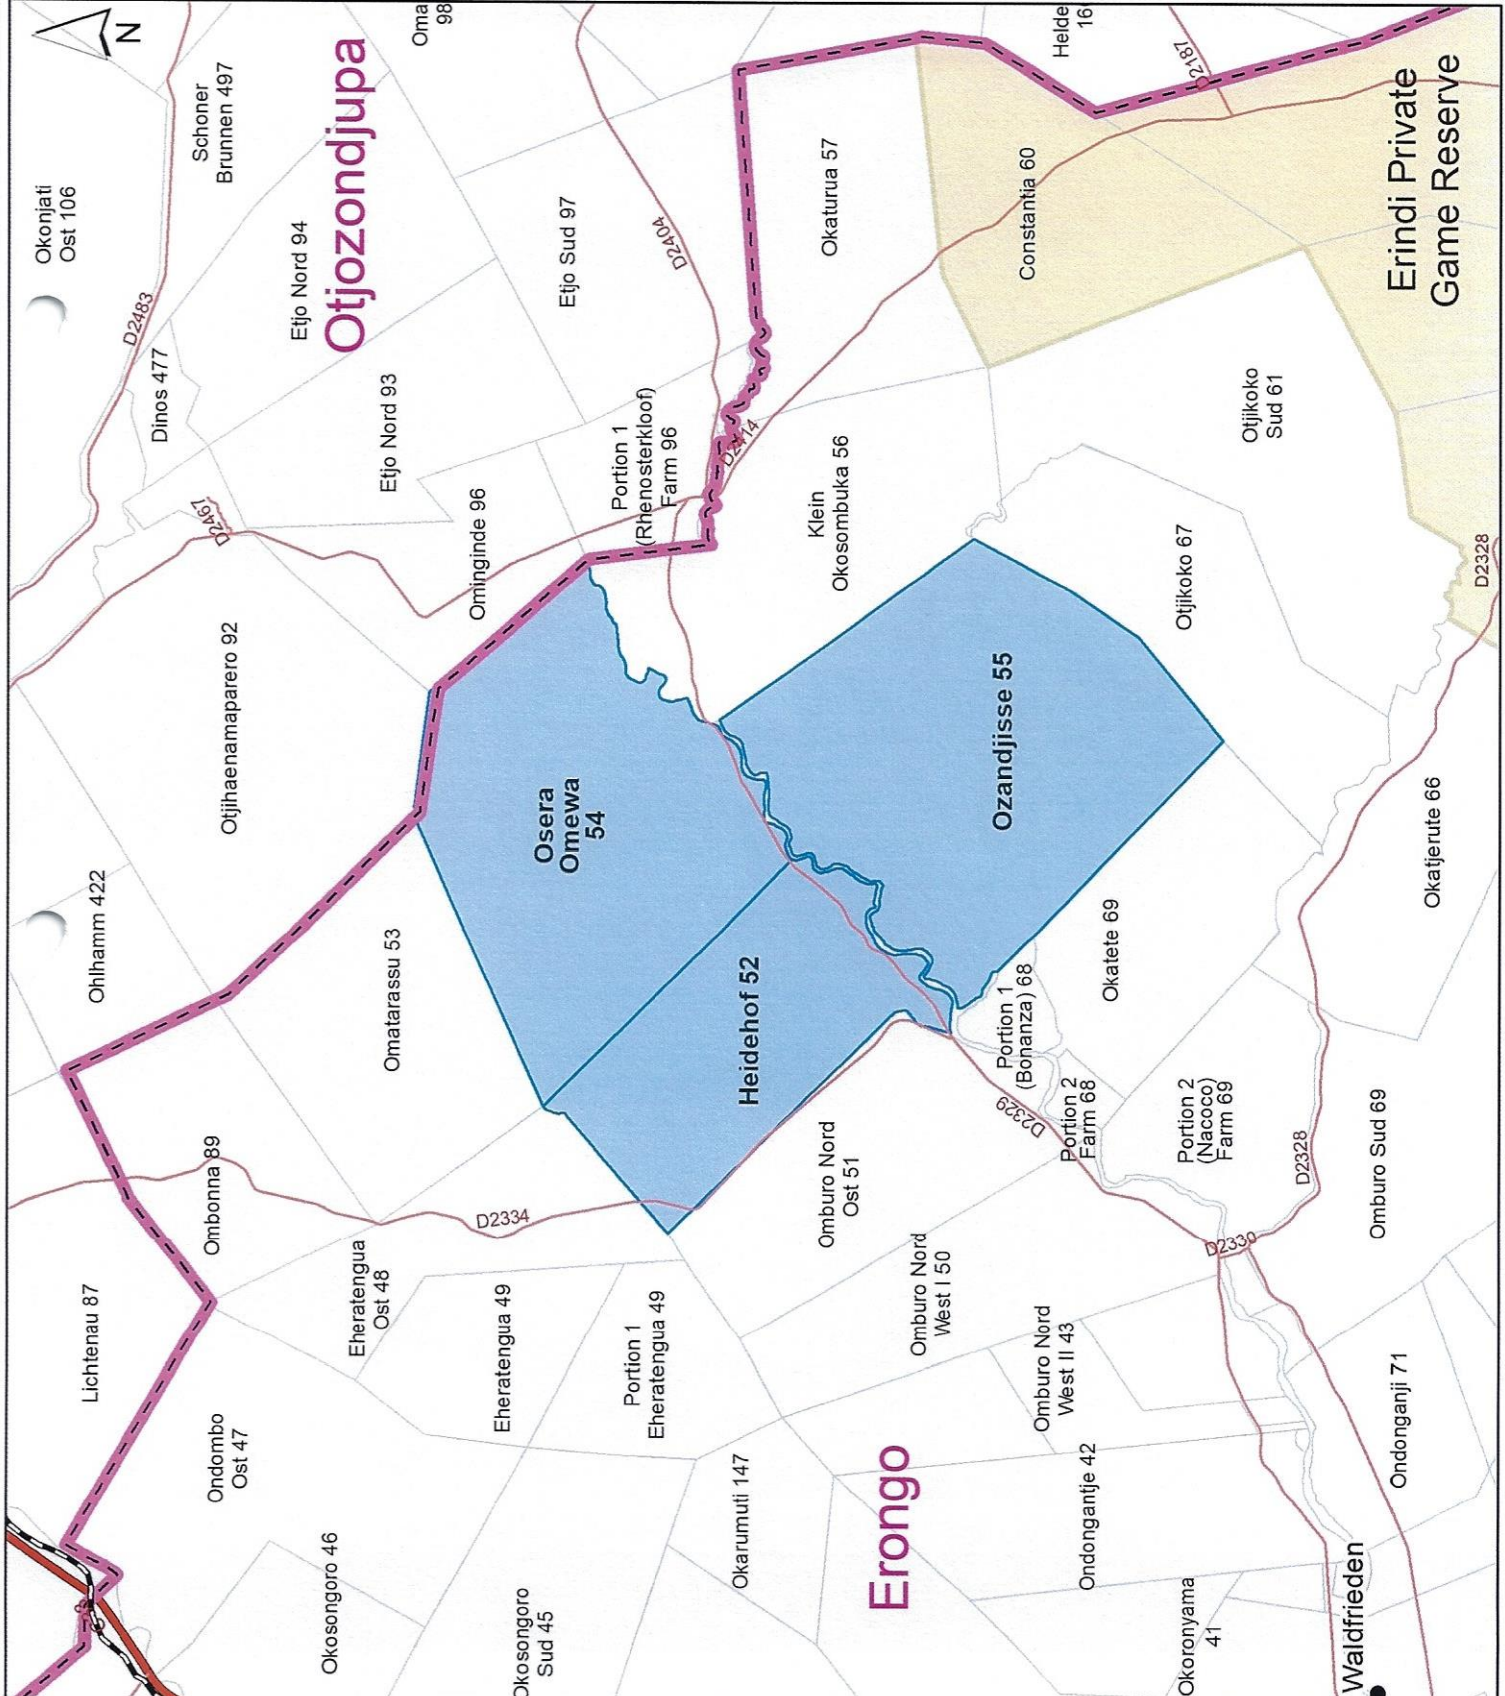 N
Otjozondjupa
Erongo
Erindi Private
Game Reserve
Okonjati
Ost 106
Schoner
Brunnen 497
Oma
98
Helde
16
D2187
D2483
Etjo Nord 94
Etjo Sud 97
D2404
Okaturua 57
Constantia 60
Dinos 477
Etjo Nord 93
Portion 1
(Rhenosterkloof)
Farm 96
D2414
Otjikoko
Sud 61
D2467
Ominginde 96
Klein
Okosombuka 56
Otjikoko 67
D2328
Otjihaenamaparero 92
Osera
Omewa
54
Ozandjisse 55
Okatjerute 66
Ohlhamm 422
Omatarassu 53
Heidehof 52
Portion 1
(Bonanza) 68
Okatete 69
Ombonna 89
D2334
Omburo Nord
Ost 51
D2329
Portion 2
Farm 68
Portion 2
(Nacoco)
Farm 69
D2328
Omburo Sud 69
Lichtenau 87
Eheratengua
Ost 48
Eheratengua 49
Portion 1
Eheratengua 49
Omburo Nord
West I 50
D2330
Omburo Nord
West II 43
Ondombo
Ost 47
Okarumuti 147
Ondongantje 42
Ondonganji 71
Okosongoro 46
Okosongoro
Sud 45
Okoronyama
41
Waldfrieden